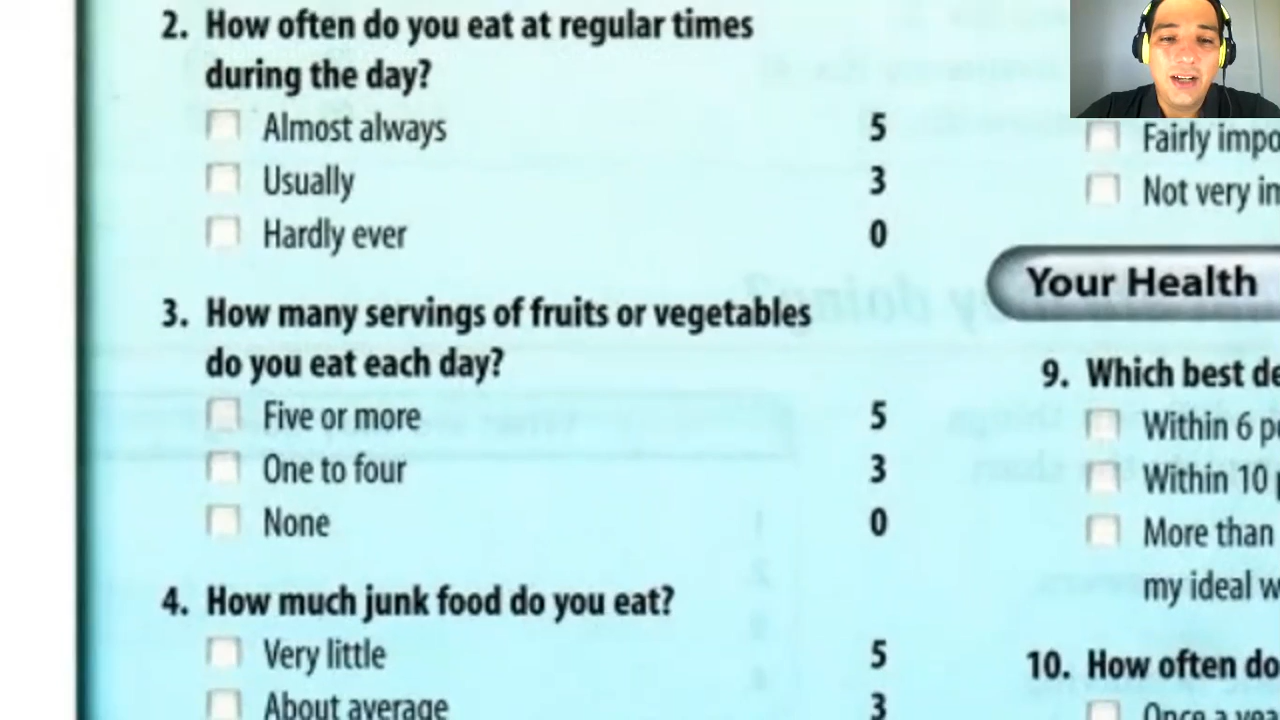 2. How often do you eat at regular times
during the day?
Almost always 5
Usually 3
Hardly ever 0
3. How many servings of fruits or vegetables
do you eat each day?
Five or more 5
One to four 3
None 0
4. How much junk food do you eat?
Very little 5
About average 3
Fairly impo
Not very im
Your Health
9. Which best de
Within 6 po
Within 10 p
More than
my ideal w
10. How often do
Once a yea